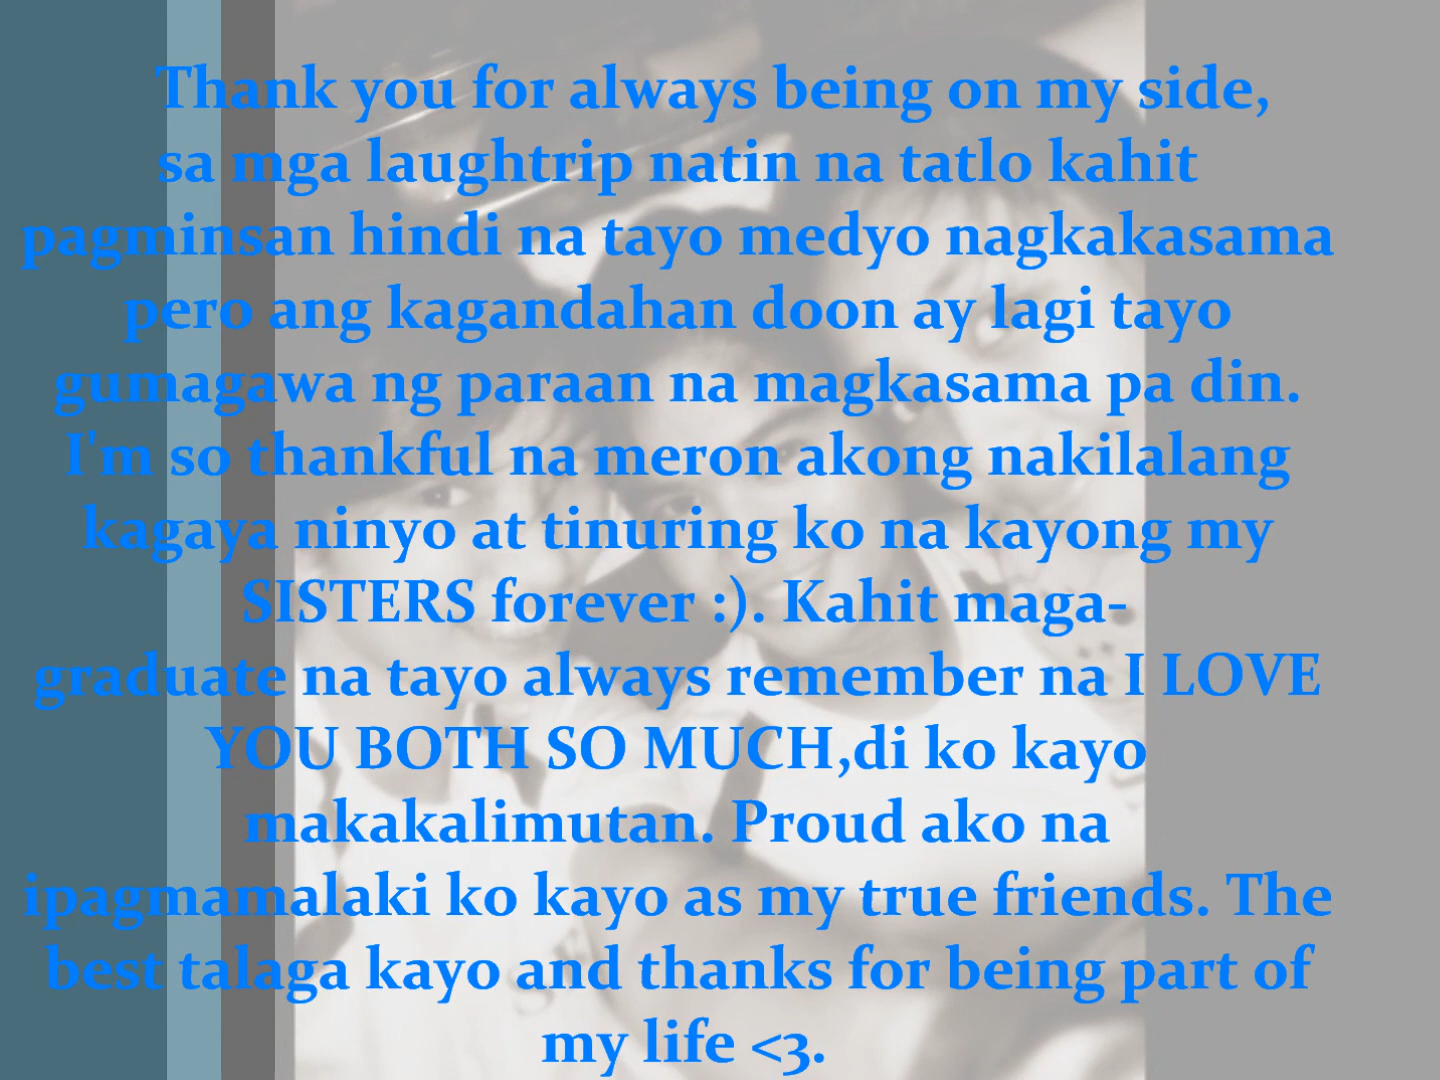 Thank you for always being on my side,
sa mga laughtrip natin na tatlo kahit
pagminsan hindi na tayo medyo nagkakasama
pero ang kagandahan doon ay lagi tayo
gumagawa ng paraan na magkasama pa din.
I'm so thankful na meron akong nakilalang
kagaya ninyo at tinuring ko na kayong my
SISTERS forever :). Kahit maga-
graduate na tayo always remember na I LOVE
YOU BOTH SO MUCH,di ko kayo
makakalimutan. Proud ako na
ipagmamalaki ko kayo as my true friends. The
best talaga kayo and thanks for being part of
my life <3.